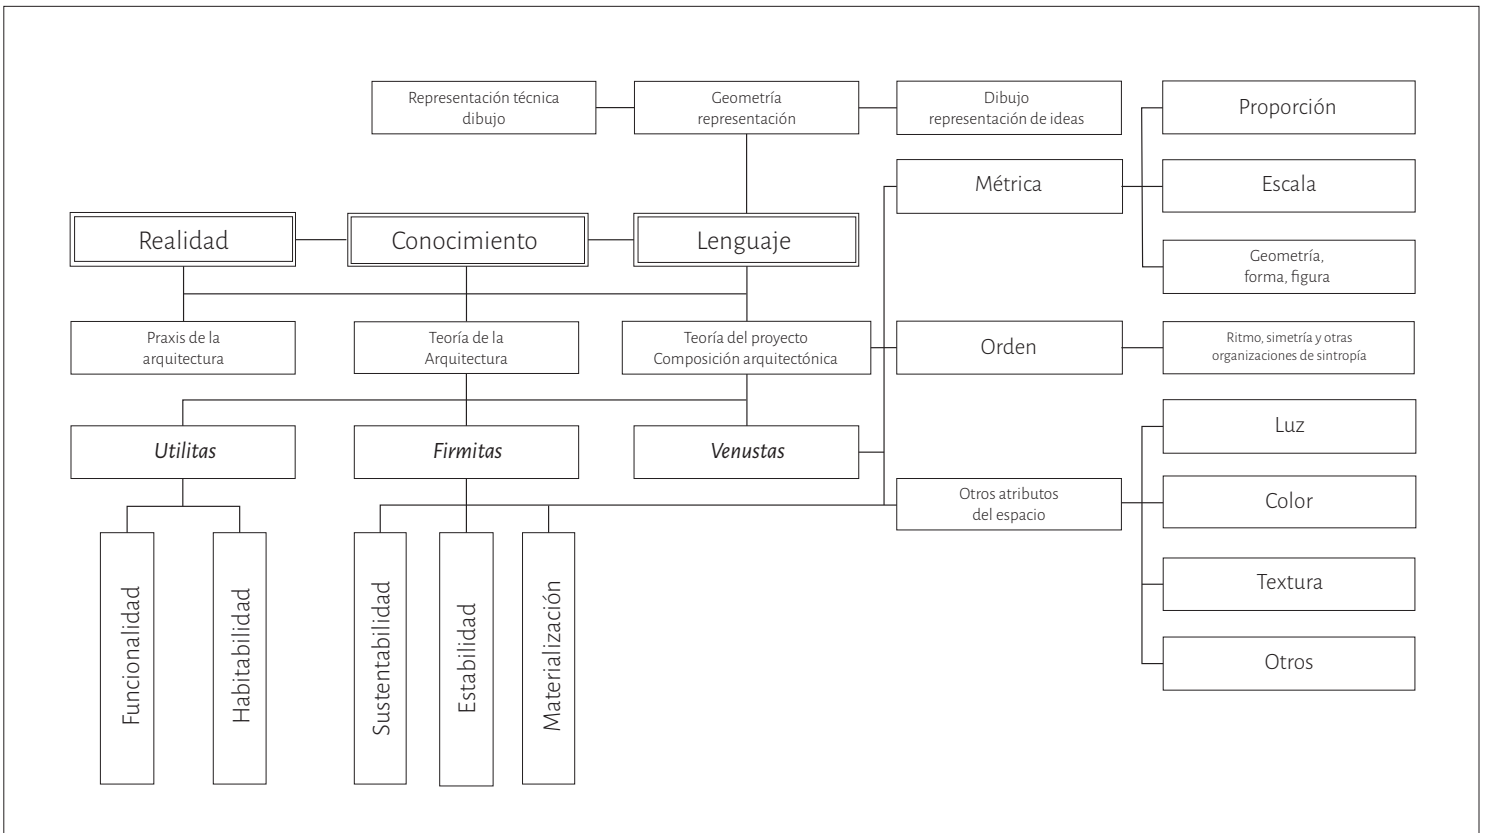 Representación técnica
dibujo
Geometría
representación
Dibujo
representación de ideas
Proporción
Métrica
Escala
Realidad
Conocimiento
Lenguaje
Geometría,
forma, figura
Praxis de la
arquitectura
Teoría de la
Arquitectura
Teoría del proyecto
Composición arquitectónica
Orden
Ritmo, simetría y otras
organizaciones de sintropía
Utilitas
Firmitas
Venustas
Luz
Otros atributos
del espacio
Color
Textura
Otros
Funcionalidad
Habitabilidad
Sustentabilidad
Estabilidad
Materialización